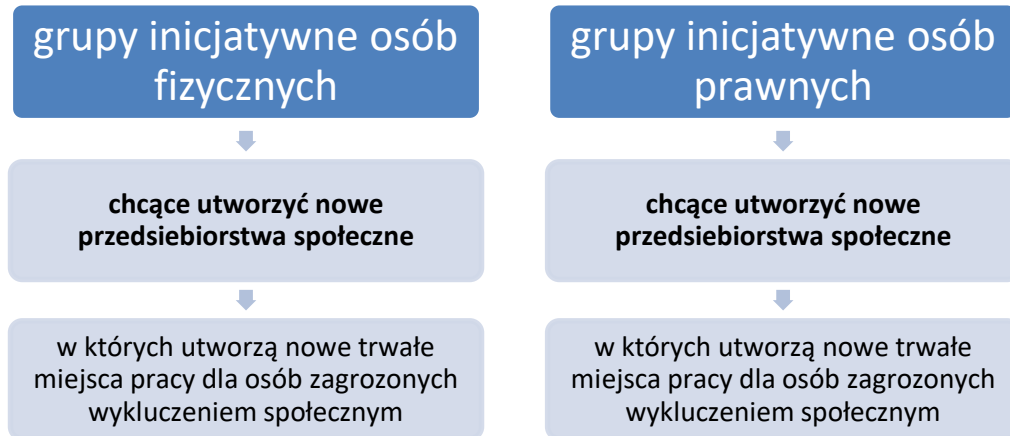 grupy inicjatywne osób
fizycznych
chcące utworzyć nowe
przedsiebiorstwa społeczne
w których utworzą nowe trwałe
miejsca pracy dla osób zagrozonych
wykluczeniem społecznym
grupy inicjatywne osób
prawnych
chcące utworzyć nowe
przedsiebiorstwa społeczne
w których utworzą nowe trwałe
miejsca pracy dla osób zagrozonych
wykluczeniem społecznym